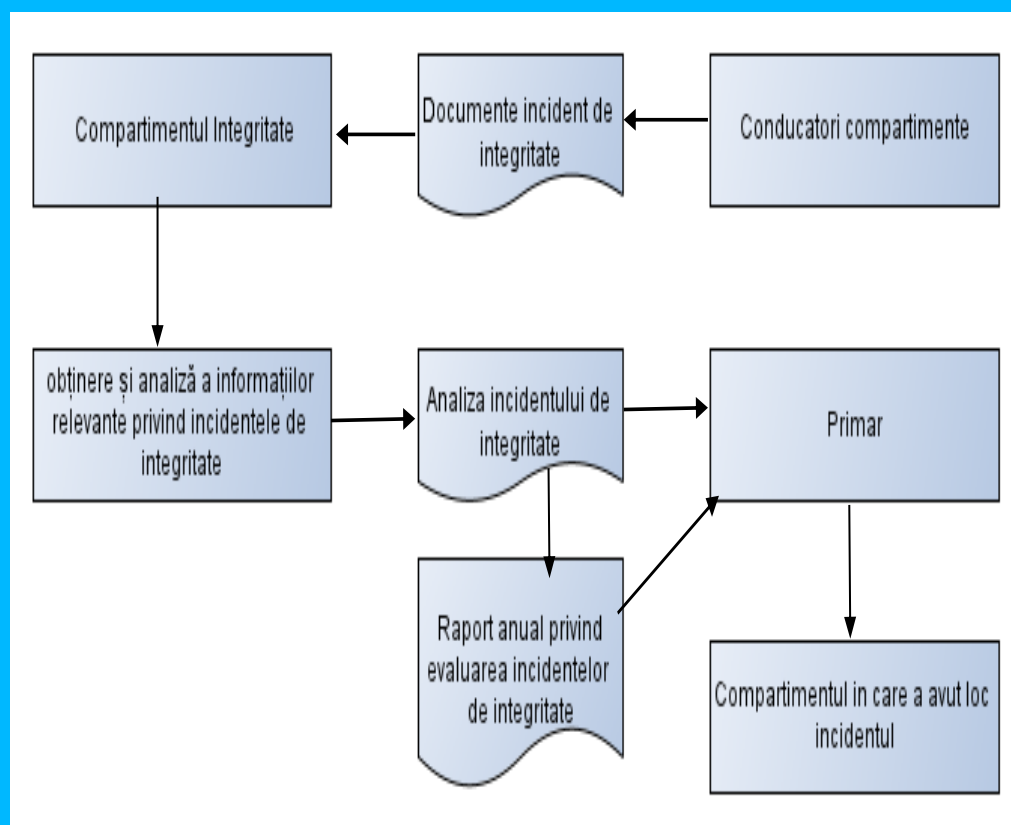 Compartimentul Integritate
Documente incident de
integritate
Conducatori compartimente
obținere și analiză a informațiilor
relevante privind incidentele de
integritate
Analiza incidentului de
integritate
Primar
Raport anual privind
evaluarea incidentelor
de integritate
Compartimentul in care a avut loc
incidentul